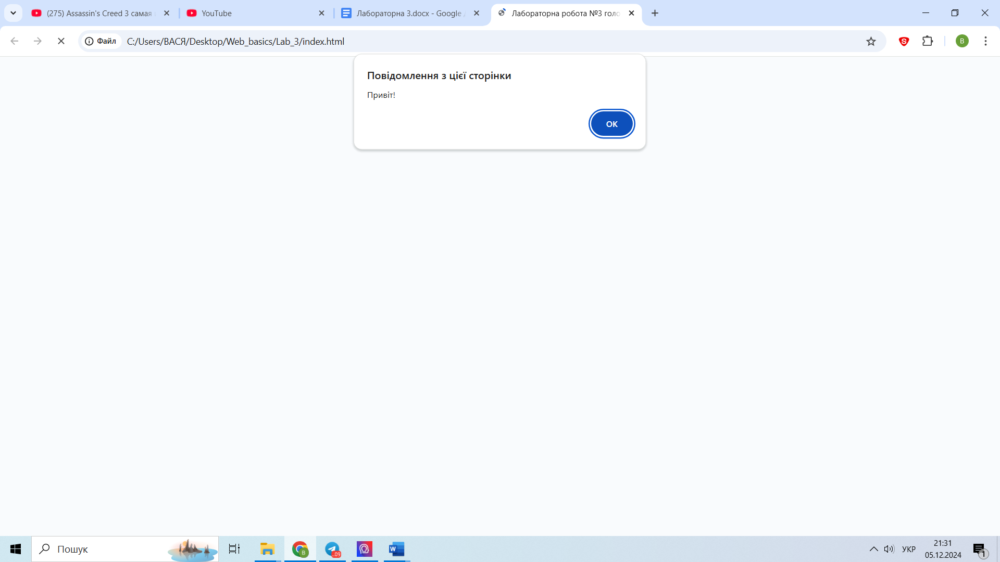 (275) Assassin's Creed 3 самая
YouTube
Лабораторна 3.docx - Google
Лабораторна робота №3 голо
Файл
C:/Users/ВАСЯ/Desktop/Web_basics/Lab_3/index.html
S
В
Повідомлення з цієї сторінки
Привіт!
ОК
Пошук
В
..09
W
УКР
21:31
05.12.2024
1